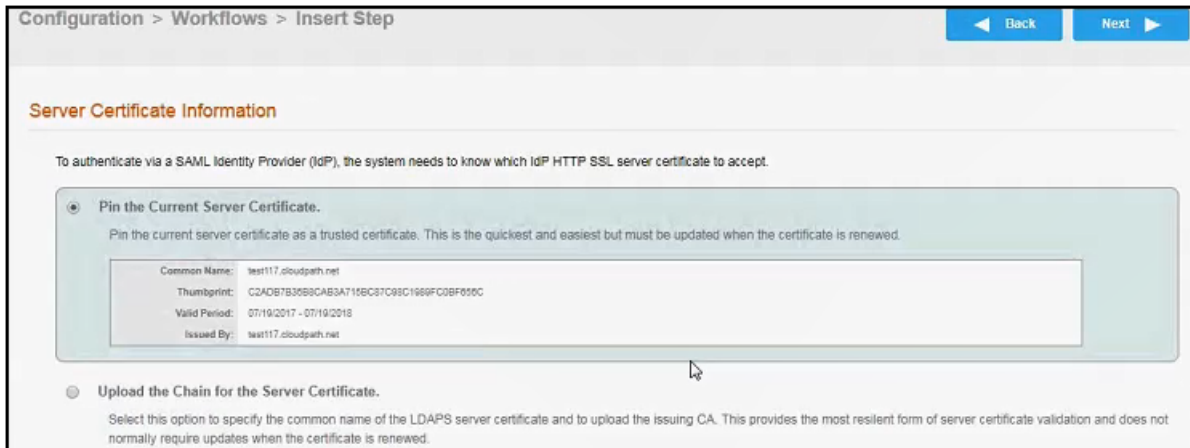 Configuration > Workflows > Insert Step
Back
Next
Server Certificate Information
To authenticate via a SAML Identity Provider (IdP), the system needs to know which IdP HTTP SSL server certificate to accept.
Pin the Current Server Certificate.
Pin the current server certificate as a trusted certificate. This is the quickest and easiest but must be updated when the certificate is renewed.
Common Name: test117.cloudpath.net
Thumbprint:
Valid Period: 07/19/2017 - 07/19/2018
Issued By: test117.cloudpath.net
Upload the Chain for the Server Certificate.
Select this option to specify the common name of the LDAPS server certificate and to upload the issuing CA. This provides the most resilent form of server certificate validation and does not
normally require updates when the certificate is renewed.